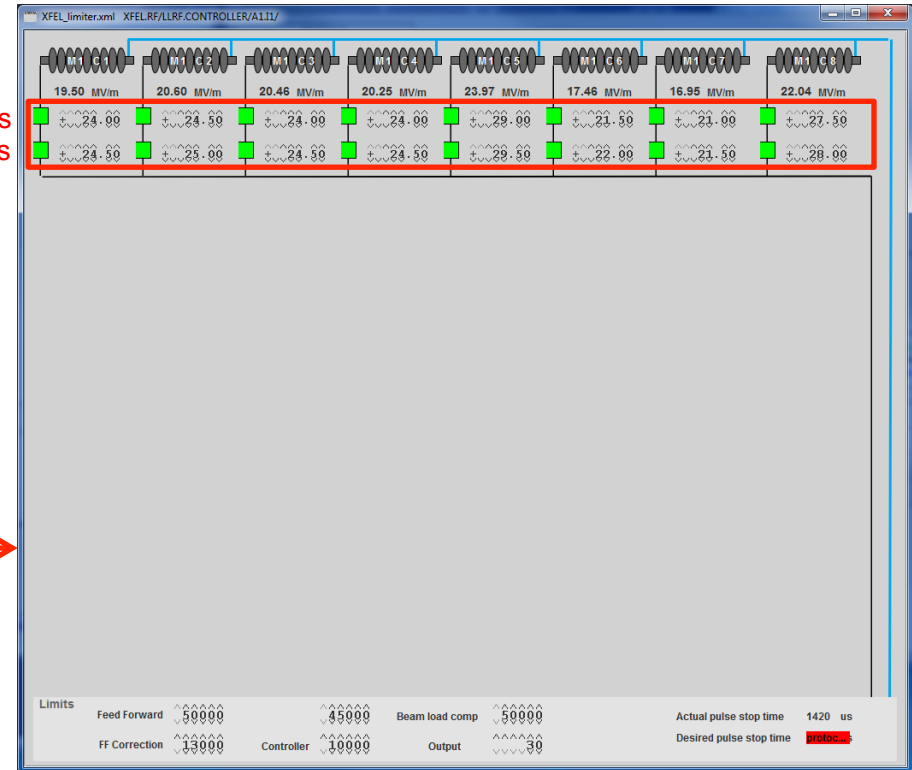 XFEL_limiter.xml XFEL.RF/LLRF.CONTROLLER/A1.I1/
M1 C1 M1 C2 M1 C3 M1 C4 M1 C5 M1 C6 M1 C7 M1 C8
19.50 MV/m 20.60 MV/m 20.46 MV/m 20.25 MV/m 23.97 MV/m 17.46 MV/m 16.95 MV/m 22.04 MV/m
s + 24.00 + 24.50 + 24.00 + 24.00 + 29.00 + 21.50 + 21.00 + 27.50
s + 24.50 + 25.00 + 24.50 + 24.50 + 29.50 + 22.00 + 21.50 + 28.00
Limits
Feed Forward 50000 45000 Beam load comp 50000 Actual pulse stop time 1420 us
FF Correction 13000 Controller 10000 Output 30 Desired pulse stop time protoc... s